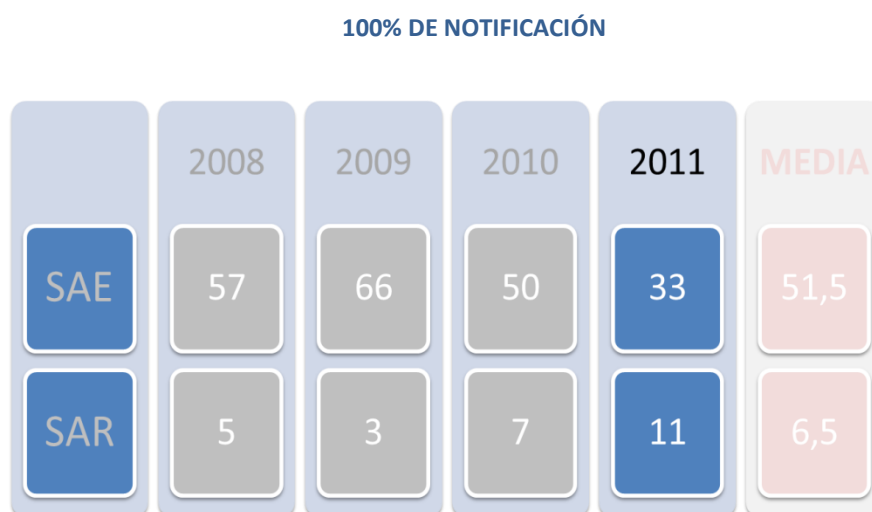 100% DE NOTIFICACIÓN
2008 2009 2010 2011 MEDIA
SAE 57 66 50 33 51,5
SAR 5 3 7 11 6,5